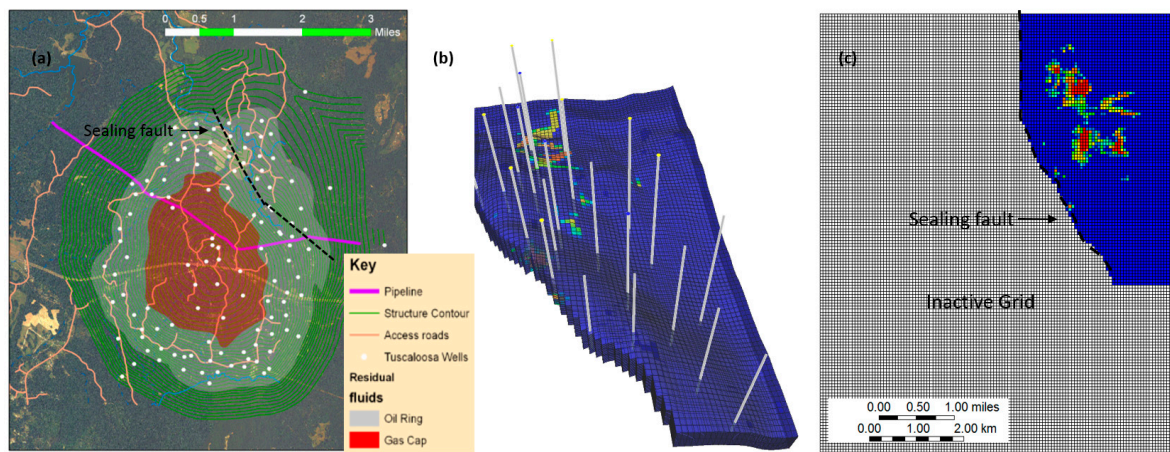 0 0.5 1 2 3
Miles
(a)
Sealing fault
Key
Pipeline
Structure Contour
Access roads
Tuscaloosa Wells
Residual
fluids
Oil Ring
Gas Cap
(b)
(c)
Sealing fault
Inactive Grid
0.00 0.50 1.00 miles
0.00 1.00 2.00 km